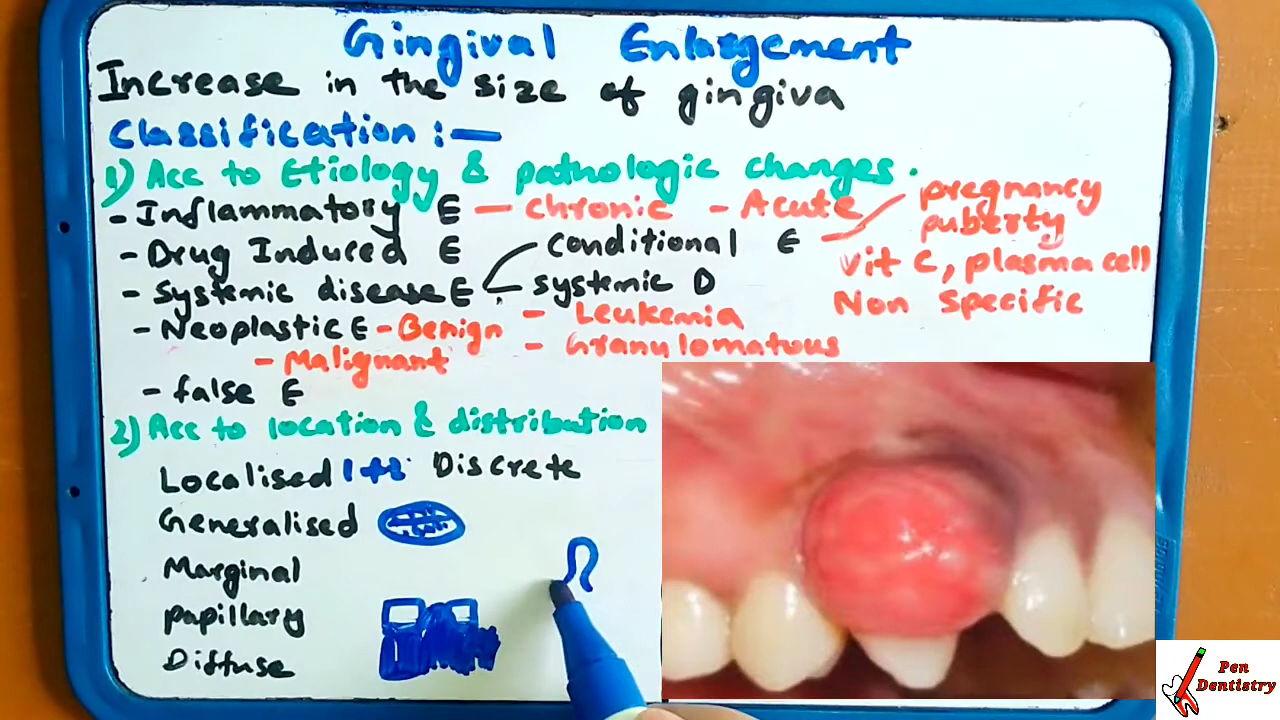 Gingival Enlargement
Increase in the size of gingiva
Classification :—
1) Acc to Etiology & pathologic changes.
- Inflammatory E — chronic - Acute
- Drug Induced E
- Systemic disease E
conditional E
systemic D
pregnancy
puberty
vit C, plasma cell
Non Specific
- Leukemia
- Granulomatous
- Neoplastic E - Benign
- Malignant
- false E
2) Acc to location & distribution
Localised Discrete
Generalised
Marginal
papillary
Diffuse
Pen
Dentistry